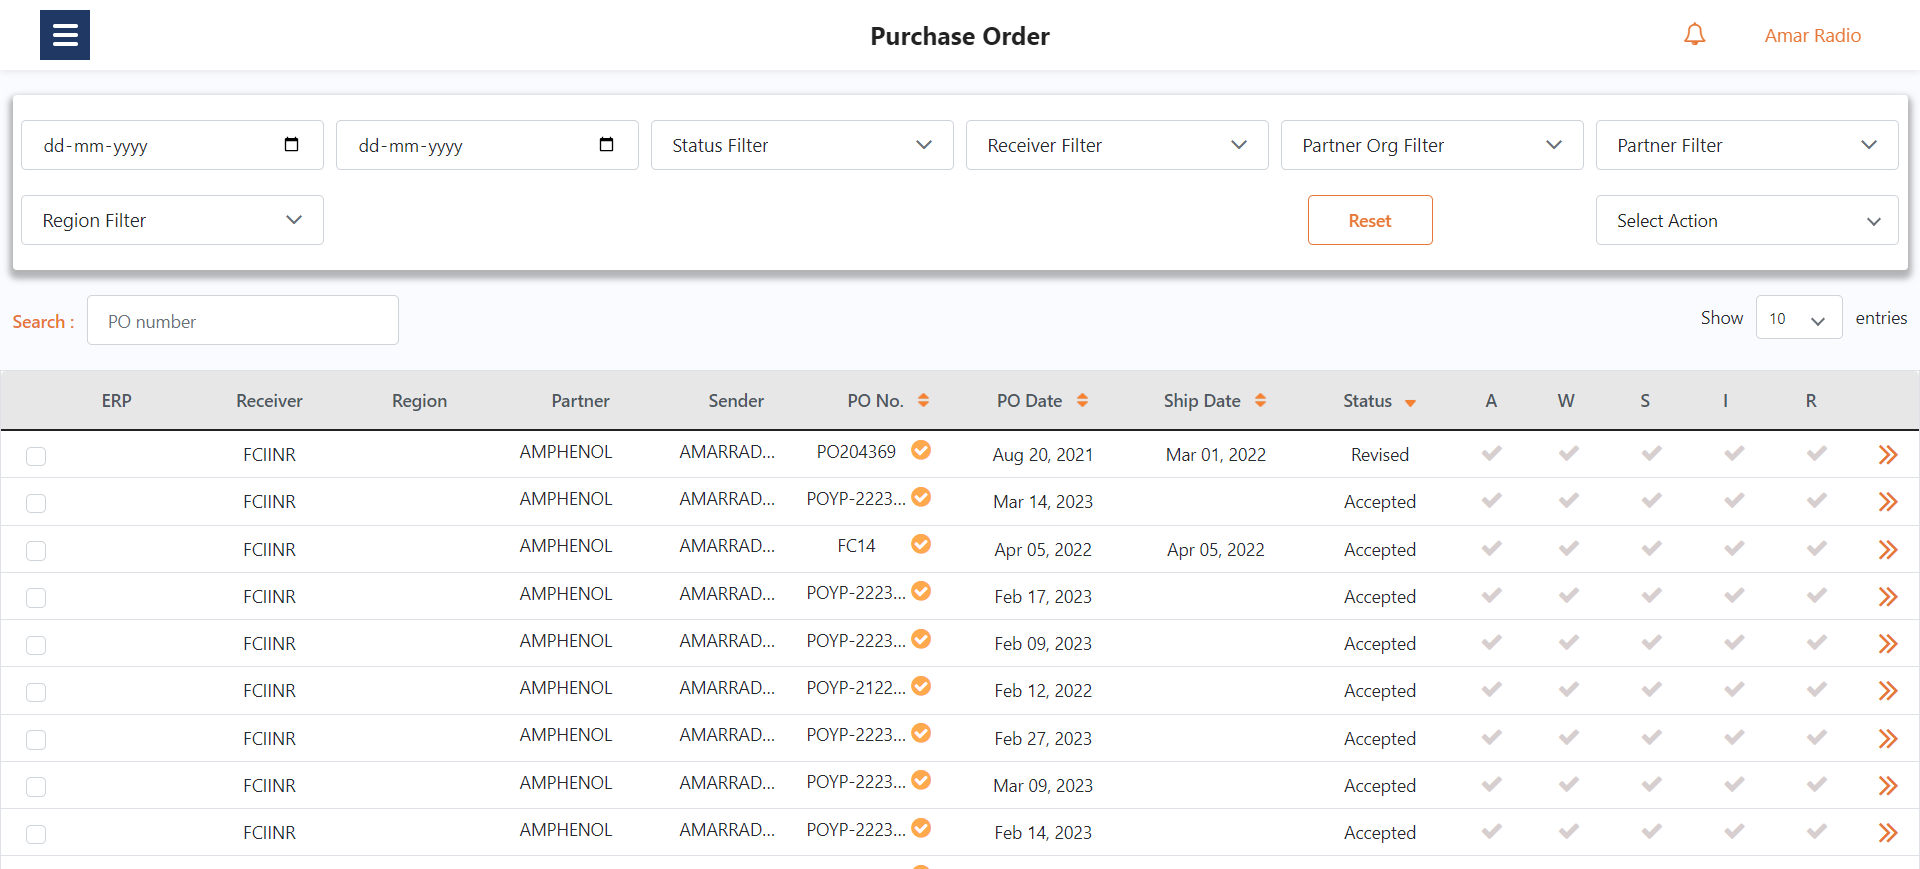 Purchase Order
Amar Radio
dd-mm-yyyy dd-mm-yyyy Status Filter Receiver Filter Partner Org Filter Partner Filter
Region Filter Reset Select Action
Search : PO number Show 10 entries
ERP Receiver Region Partner Sender PO No. PO Date Ship Date Status A W S I R
FCIINR AMPHENOL AMARRAD... PO204369 Aug 20, 2021 Mar 01, 2022 Revised
FCIINR AMPHENOL AMARRAD... POYP-2223... Mar 14, 2023 Accepted
FCIINR AMPHENOL AMARRAD... FC14 Apr 05, 2022 Apr 05, 2022 Accepted
FCIINR AMPHENOL AMARRAD... POYP-2223... Feb 17, 2023 Accepted
FCIINR AMPHENOL AMARRAD... POYP-2223... Feb 09, 2023 Accepted
FCIINR AMPHENOL AMARRAD... POYP-2122... Feb 12, 2022 Accepted
FCIINR AMPHENOL AMARRAD... POYP-2223... Feb 27, 2023 Accepted
FCIINR AMPHENOL AMARRAD... POYP-2223... Mar 09, 2023 Accepted
FCIINR AMPHENOL AMARRAD... POYP-2223... Feb 14, 2023 Accepted